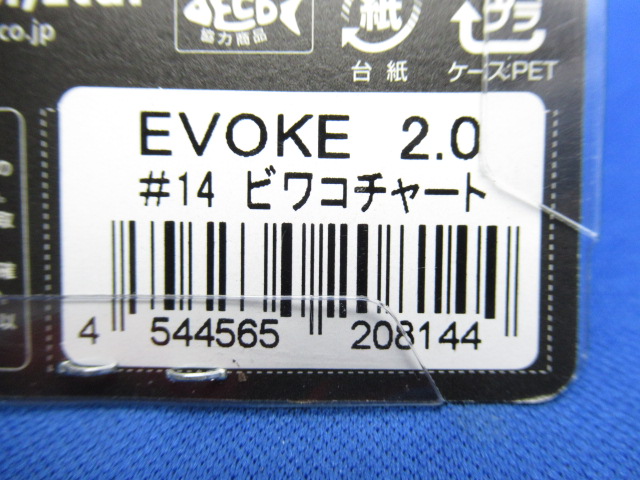 co.jp
ECO
協力商品
紙
台紙
プラ
ケース:PET
EVOKE 2.0
#14 ビワコチャート
4 544565 208144